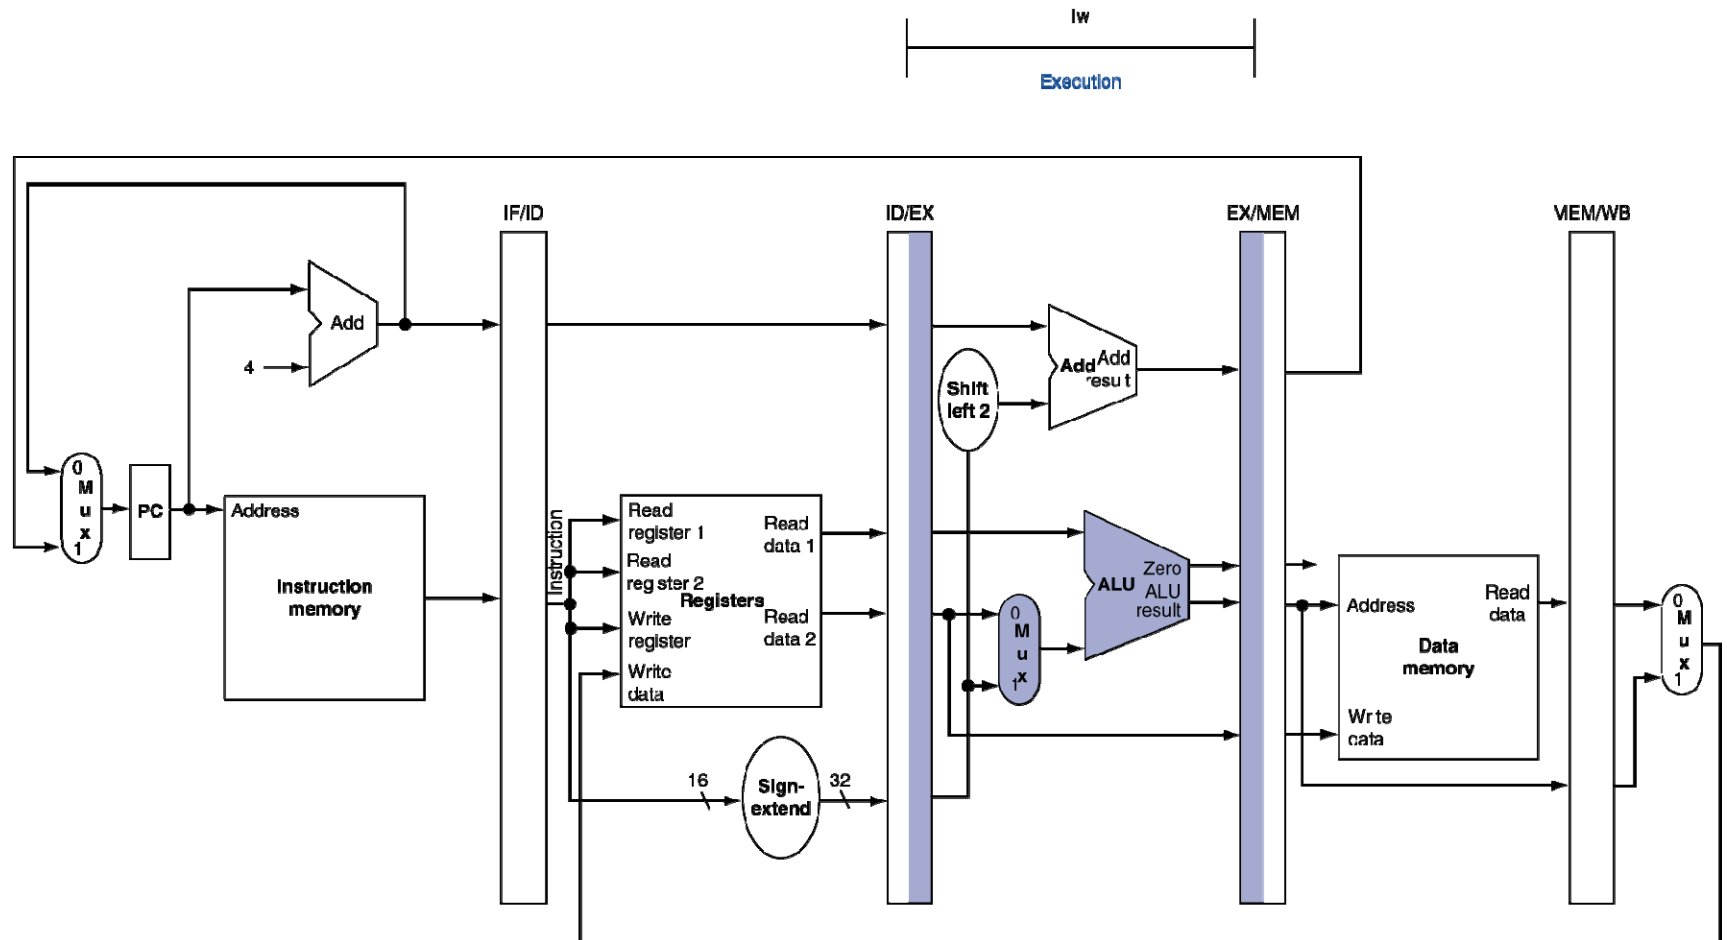 lw
Execution
IF/ID
ID/EX
EX/MEM
MEM/WB
Add
4
Shift
left 2
Add
Add
result
0
M
u
x
1
PC
Address
Instruction
memory
Instruction
Read
register 1
Read
register 2
Write
register
Write
data
Registers
Read
data 1
Read
data 2
0
M
u
x
1
ALU
Zero
ALU
result
Address
Read
data
Data
memory
Write
data
0
M
u
x
1
16
Sign-
extend
32